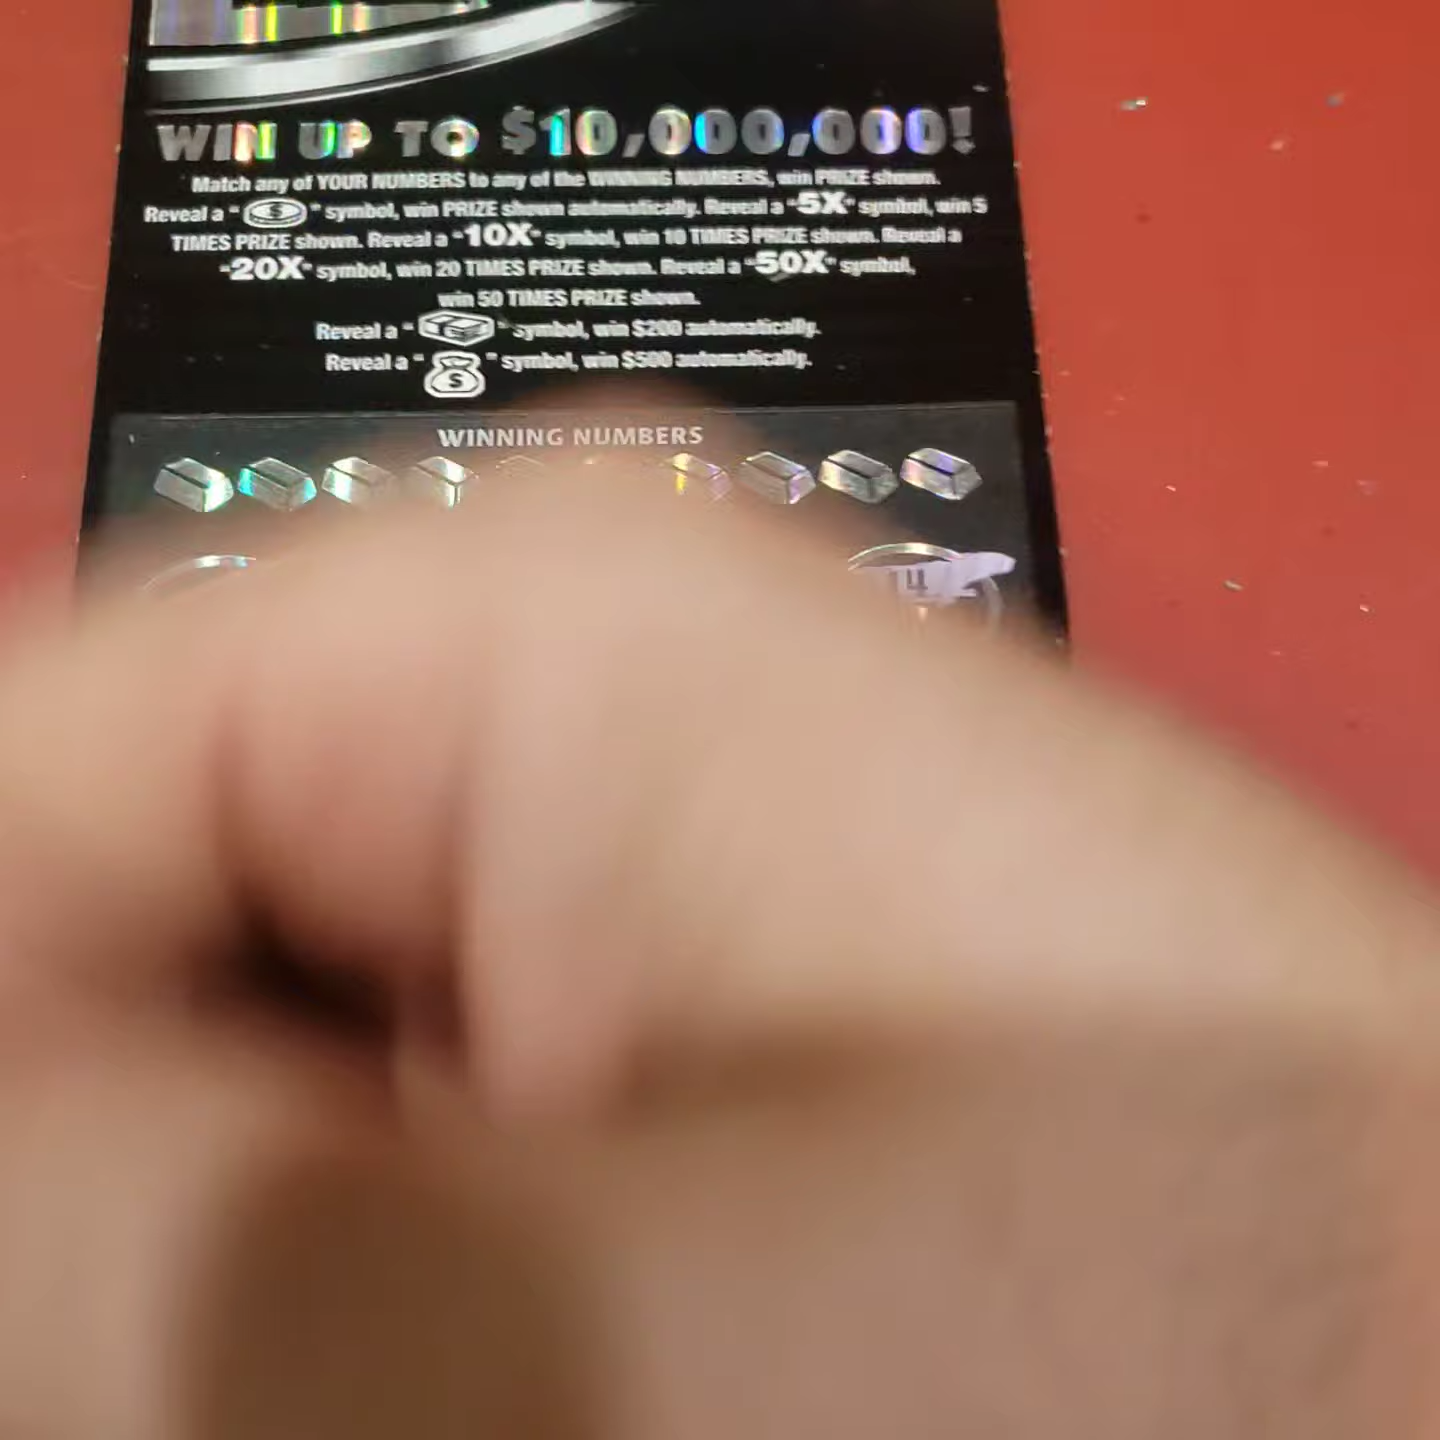 WIN UP TO $10,000,000!
Match any of YOUR NUMBERS to any of the WINNING NUMBERS, win PRIZE shown.
Reveal a "$" symbol, win PRIZE shown automatically. Reveal a "5X" symbol, win 5
TIMES PRIZE shown. Reveal a "10X" symbol, win 10 TIMES PRIZE shown. Reveal a
"20X" symbol, win 20 TIMES PRIZE shown. Reveal a "50X" symbol,
win 50 TIMES PRIZE shown.
Reveal a " " symbol, win $200 automatically.
Reveal a "$" symbol, win $500 automatically.
WINNING NUMBERS